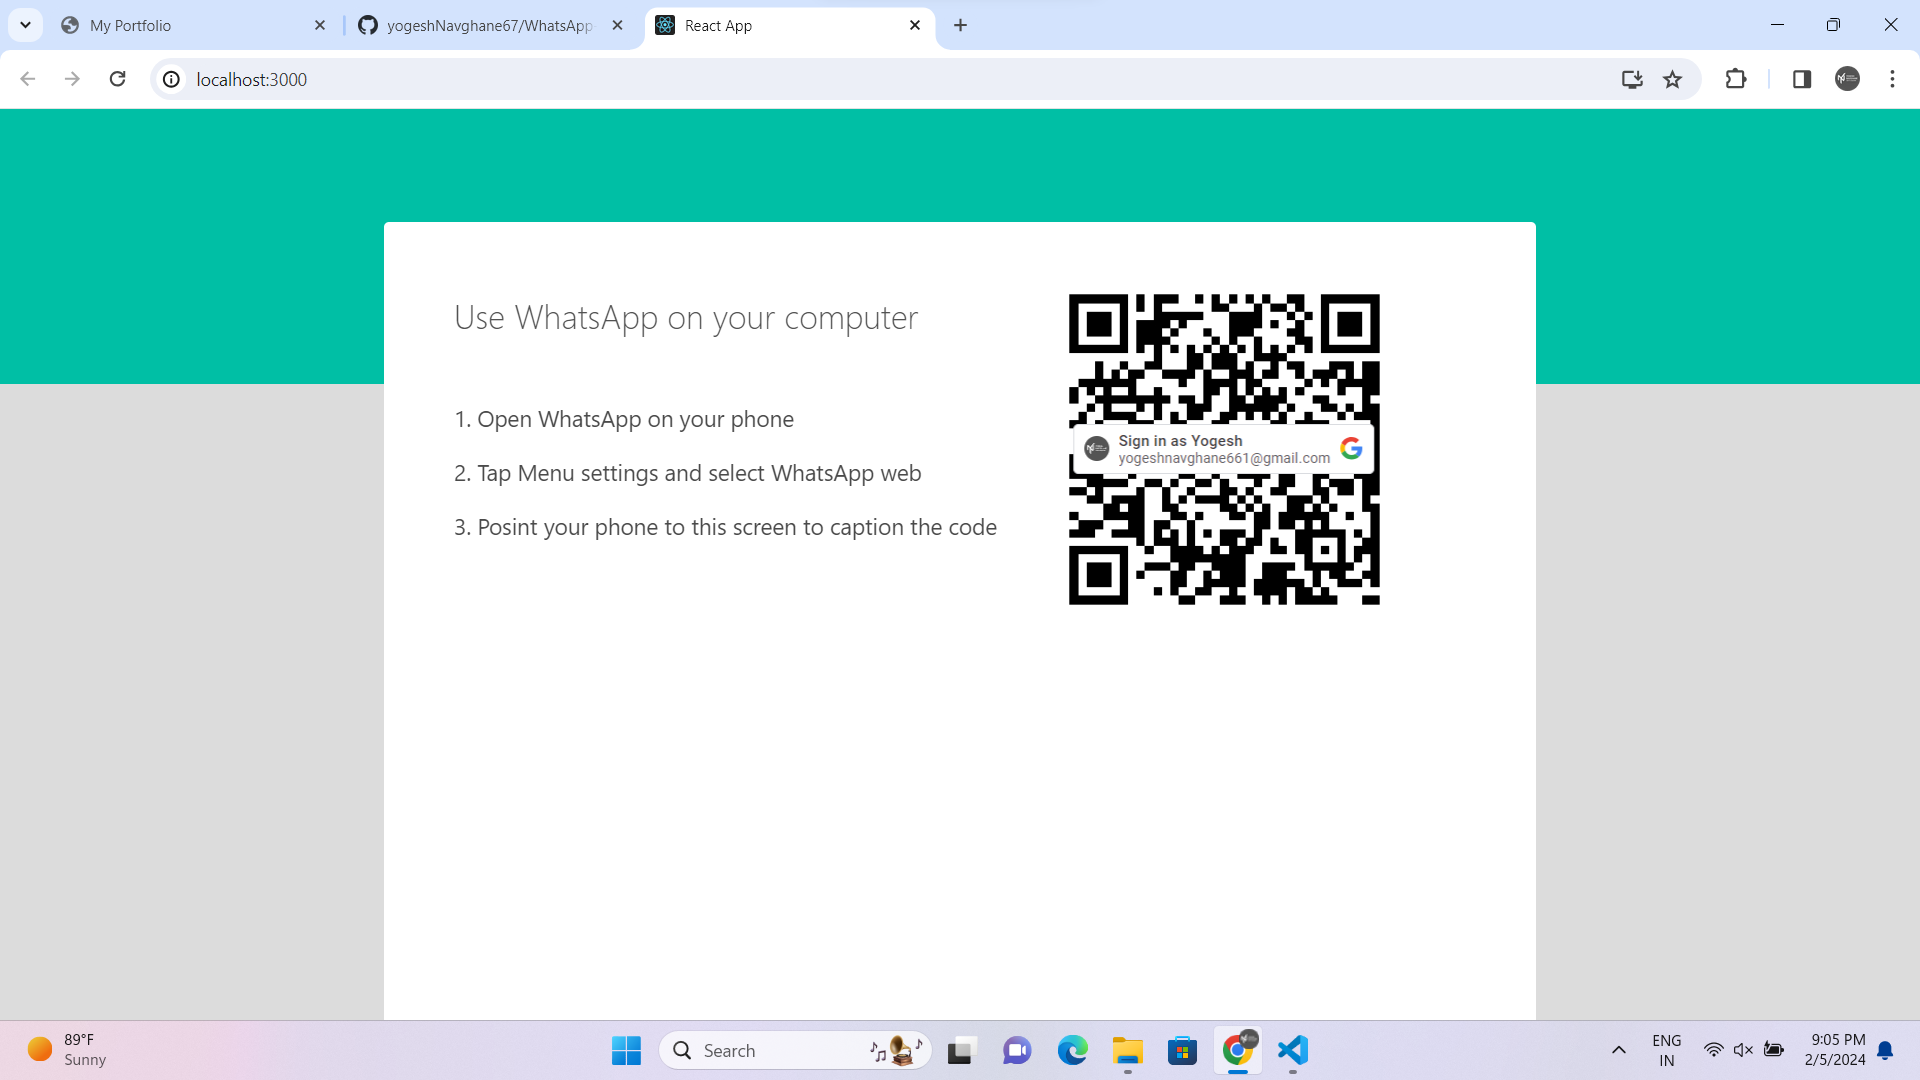 My Portfolio
yogeshNavghane67/WhatsApp
React App
localhost:3000
Use WhatsApp on your computer
1. Open WhatsApp on your phone
2. Tap Menu settings and select WhatsApp web
3. Posint your phone to this screen to caption the code
Sign in as Yogesh
yogeshnavghane661@gmail.com
89°F
Sunny
Search
ENG
IN
9:05 PM
2/5/2024